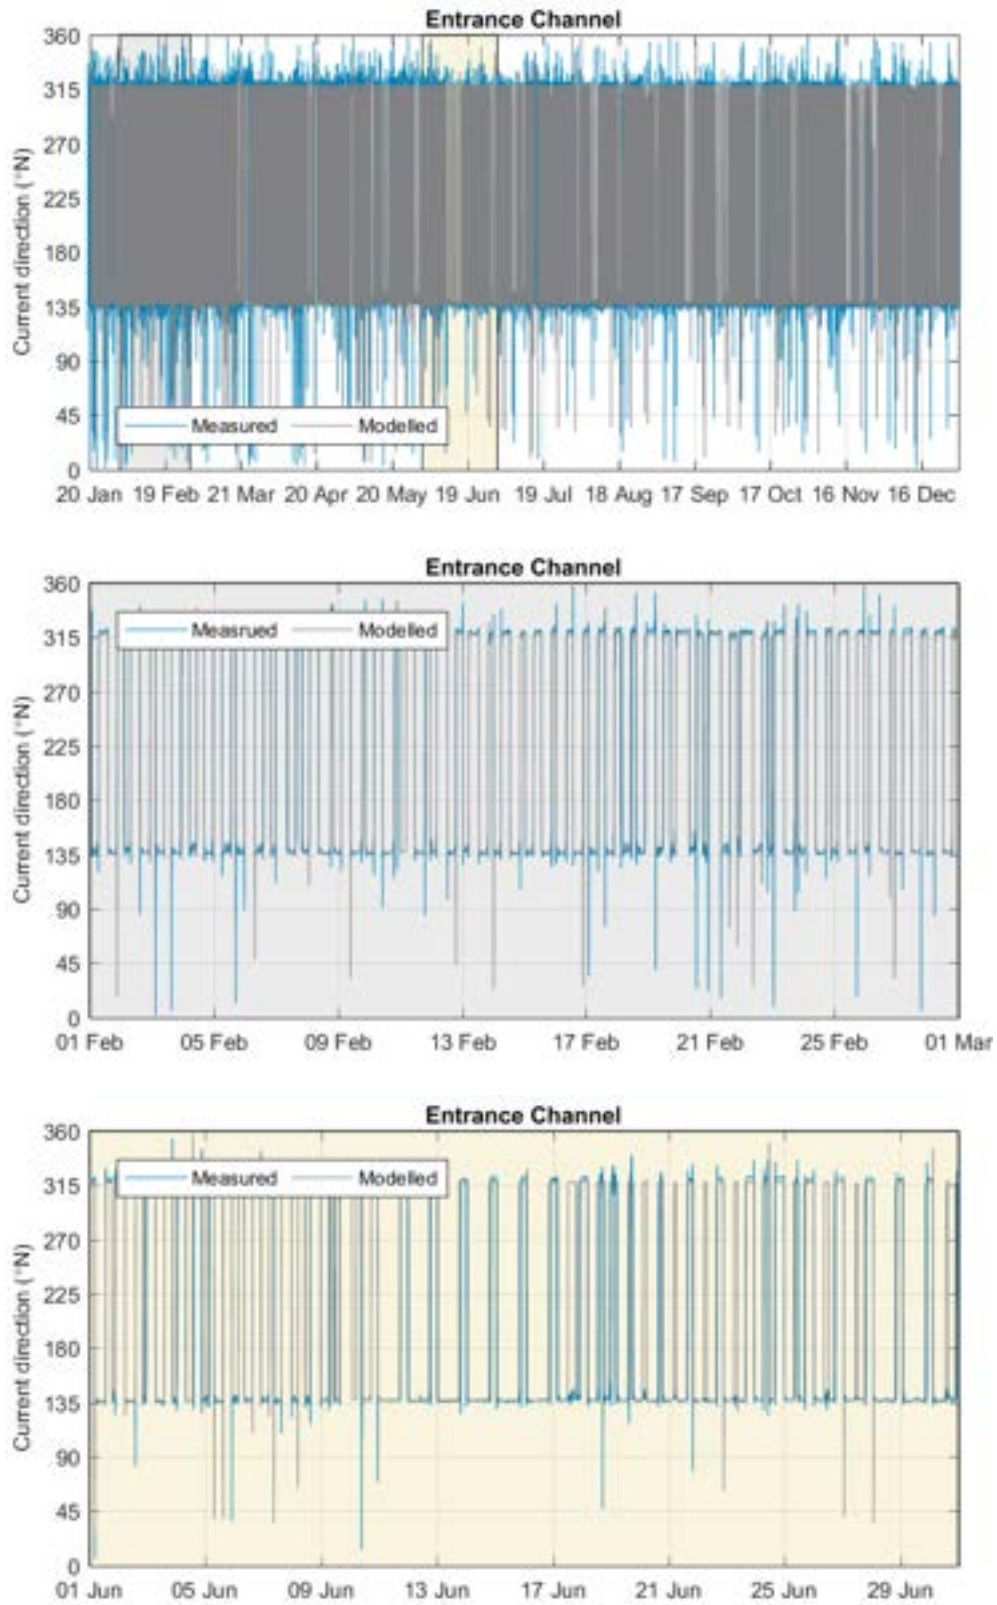 Entrance Channel
360
315
270
225
180
135
90
45
0
Current direction (°N)
Measured Modelled
20 Jan 19 Feb 21 Mar 20 Apr 20 May 19 Jun 19 Jul 18 Aug 17 Sep 17 Oct 16 Nov 16 Dec
Entrance Channel
360
315
270
225
180
135
90
45
0
Current direction (°N)
Measrued Modelled
01 Feb 05 Feb 09 Feb 13 Feb 17 Feb 21 Feb 25 Feb 01 Mar
Entrance Channel
360
315
270
225
180
135
90
45
0
Current direction (°N)
Measured Modelled
01 Jun 05 Jun 09 Jun 13 Jun 17 Jun 21 Jun 25 Jun 29 Jun